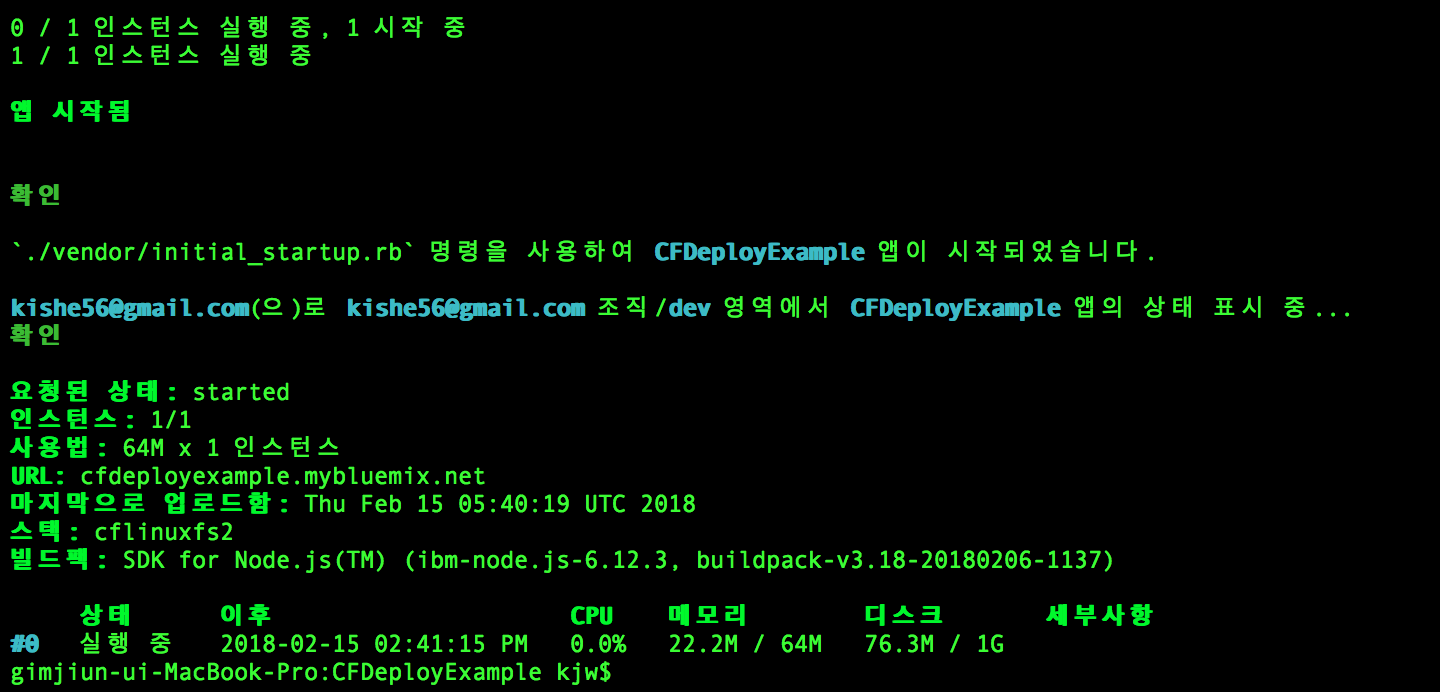 0 / 1 인스턴스 실행 중, 1 시작 중
1 / 1 인스턴스 실행 중
앱 시작됨
확인
`./vendor/initial_startup.rb` 명령을 사용하여 CFDeployExample 앱이 시작되었습니다.
kishe56@gmail.com(으)로 kishe56@gmail.com 조직/dev 영역에서 CFDeployExample 앱의 상태 표시 중...
확인
요청된 상태: started
인스턴스: 1/1
사용법: 64M x 1 인스턴스
URL: cfdeployexample.mybluemix.net
마지막으로 업로드함: Thu Feb 15 05:40:19 UTC 2018
스택: cflinuxfs2
빌드팩: SDK for Node.js(TM) (ibm-node.js-6.12.3, buildpack-v3.18-20180206-1137)
상태 이후 CPU 메모리 디스크 세부사항
#0 실행 중 2018-02-15 02:41:15 PM 0.0% 22.2M / 64M 76.3M / 1G
gimjiun-ui-MacBook-Pro:CFDeployExample kjw$